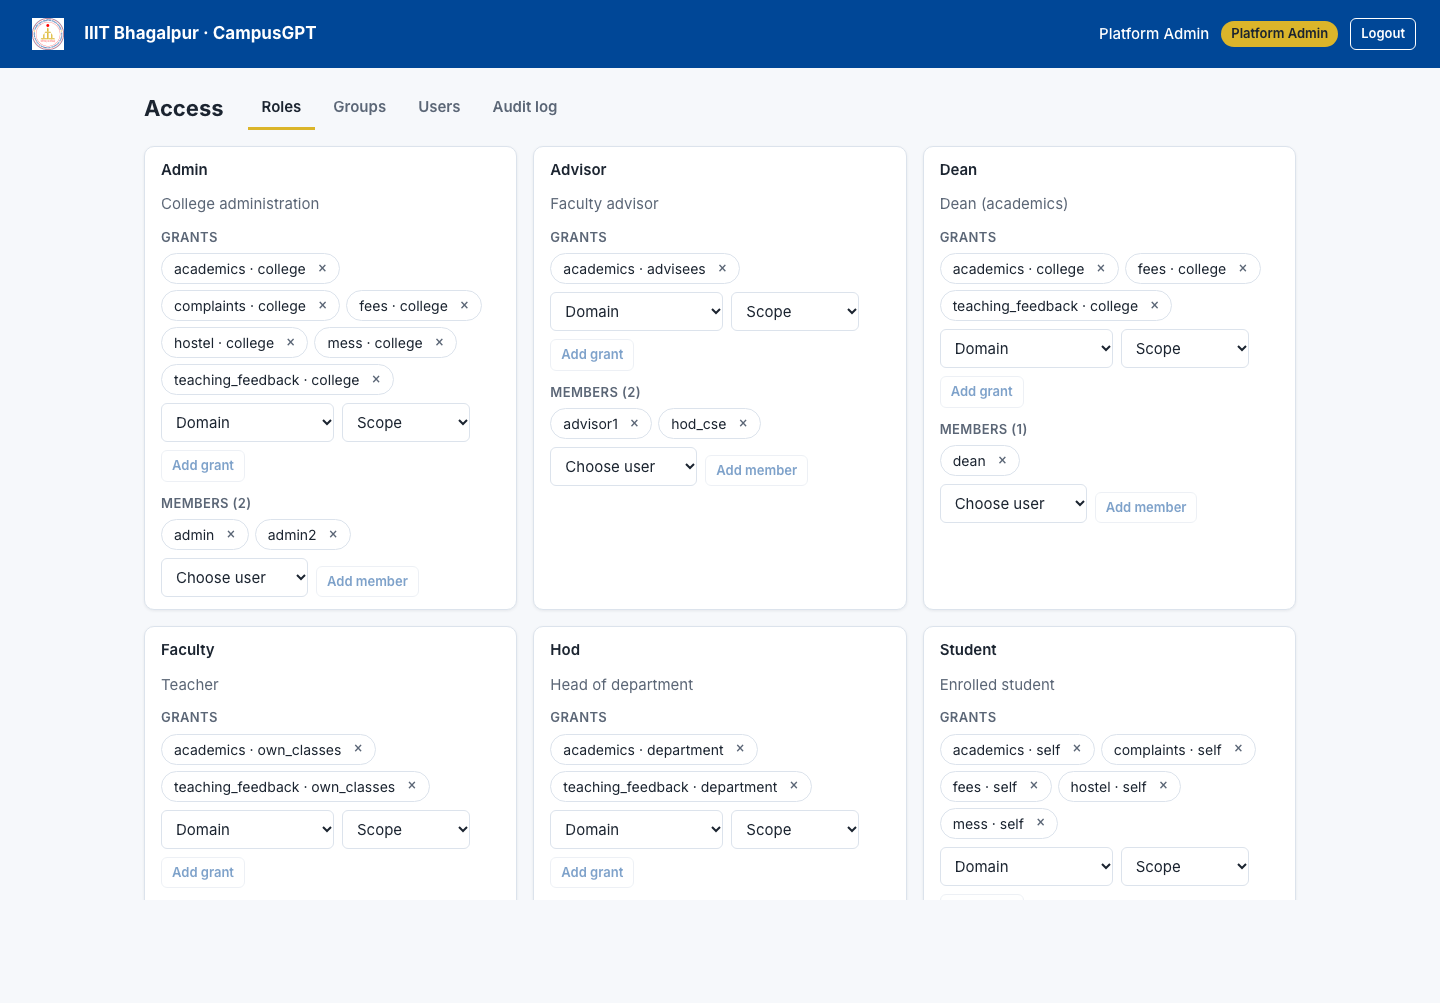 IIIT Bhagalpur · CampusGPT
Platform Admin
Platform Admin
Logout
Access
Roles
Groups
Users
Audit log
Admin
College administration
GRANTS
academics · college ×
complaints · college × fees · college ×
hostel · college × mess · college ×
teaching_feedback · college ×
Domain Scope
Add grant
MEMBERS (2)
admin × admin2 ×
Choose user Add member
Advisor
Faculty advisor
GRANTS
academics · advisees ×
Domain Scope
Add grant
MEMBERS (2)
advisor1 × hod_cse ×
Choose user Add member
Dean
Dean (academics)
GRANTS
academics · college × fees · college ×
teaching_feedback · college ×
Domain Scope
Add grant
MEMBERS (1)
dean ×
Choose user Add member
Faculty
Teacher
GRANTS
academics · own_classes ×
teaching_feedback · own_classes ×
Domain Scope
Add grant
Hod
Head of department
GRANTS
academics · department ×
teaching_feedback · department ×
Domain Scope
Add grant
Student
Enrolled student
GRANTS
academics · self × complaints · self ×
fees · self × hostel · self ×
mess · self ×
Domain Scope